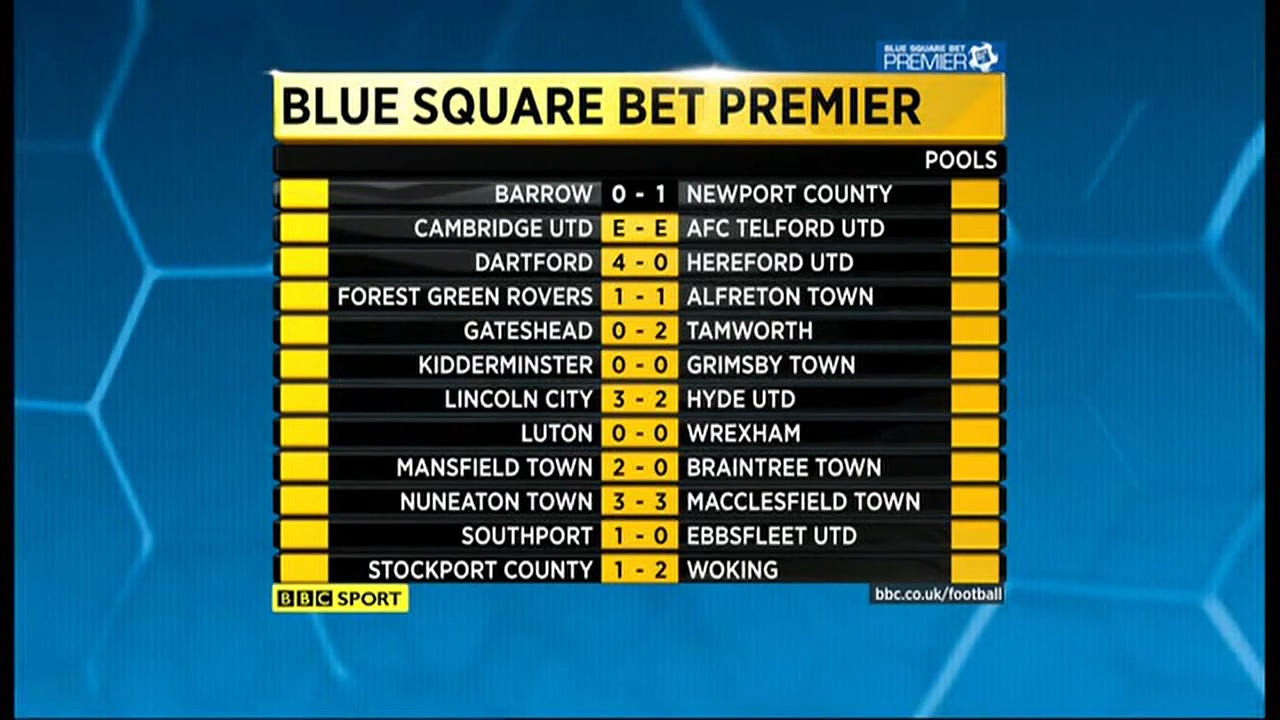 BLUE SQUARE BET
PREMIER
BLUE SQUARE BET PREMIER
POOLS
BARROW 0 - 1 NEWPORT COUNTY
CAMBRIDGE UTD E - E AFC TELFORD UTD
DARTFORD 4 - 0 HEREFORD UTD
FOREST GREEN ROVERS 1 - 1 ALFRETON TOWN
GATESHEAD 0 - 2 TAMWORTH
KIDDERMINSTER 0 - 0 GRIMSBY TOWN
LINCOLN CITY 3 - 2 HYDE UTD
LUTON 0 - 0 WREXHAM
MANSFIELD TOWN 2 - 0 BRAINTREE TOWN
NUNEATON TOWN 3 - 3 MACCLESFIELD TOWN
SOUTHPORT 1 - 0 EBBSFLEET UTD
STOCKPORT COUNTY 1 - 2 WOKING
BBC SPORT bbc.co.uk/football